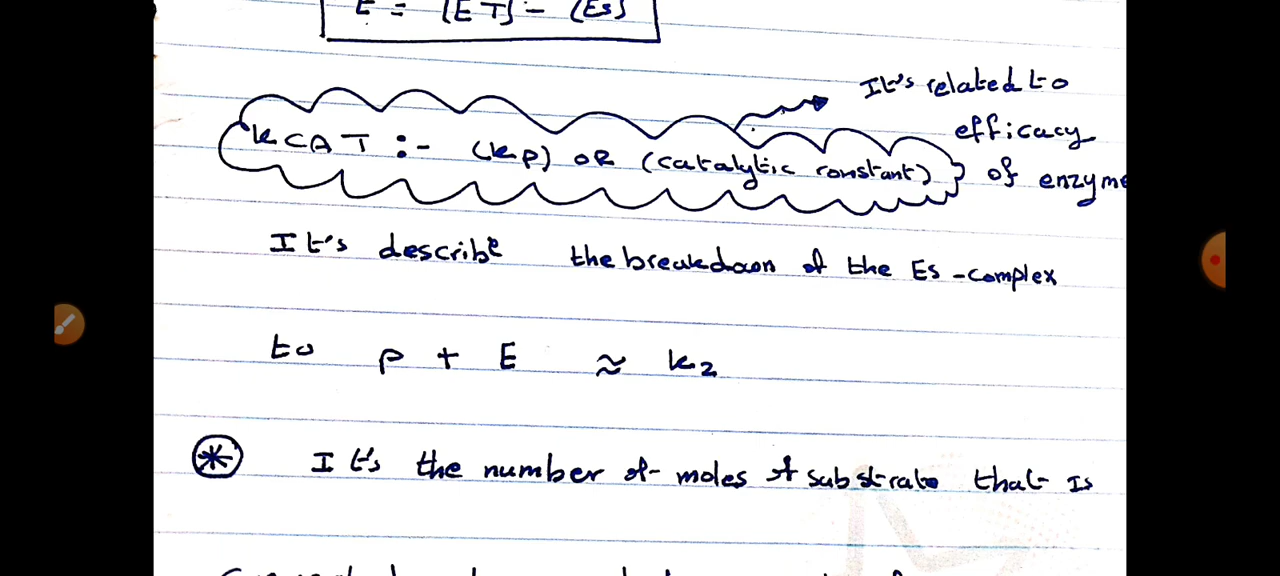 E = [ET] - [Es]
It's related to
efficacy
kCAT :- (kp) OR (catalytic constant) } of enzyme
It's describe the breakdown of the Es-complex
to p + E ≈ k2
* It's the number of moles of substrate that is